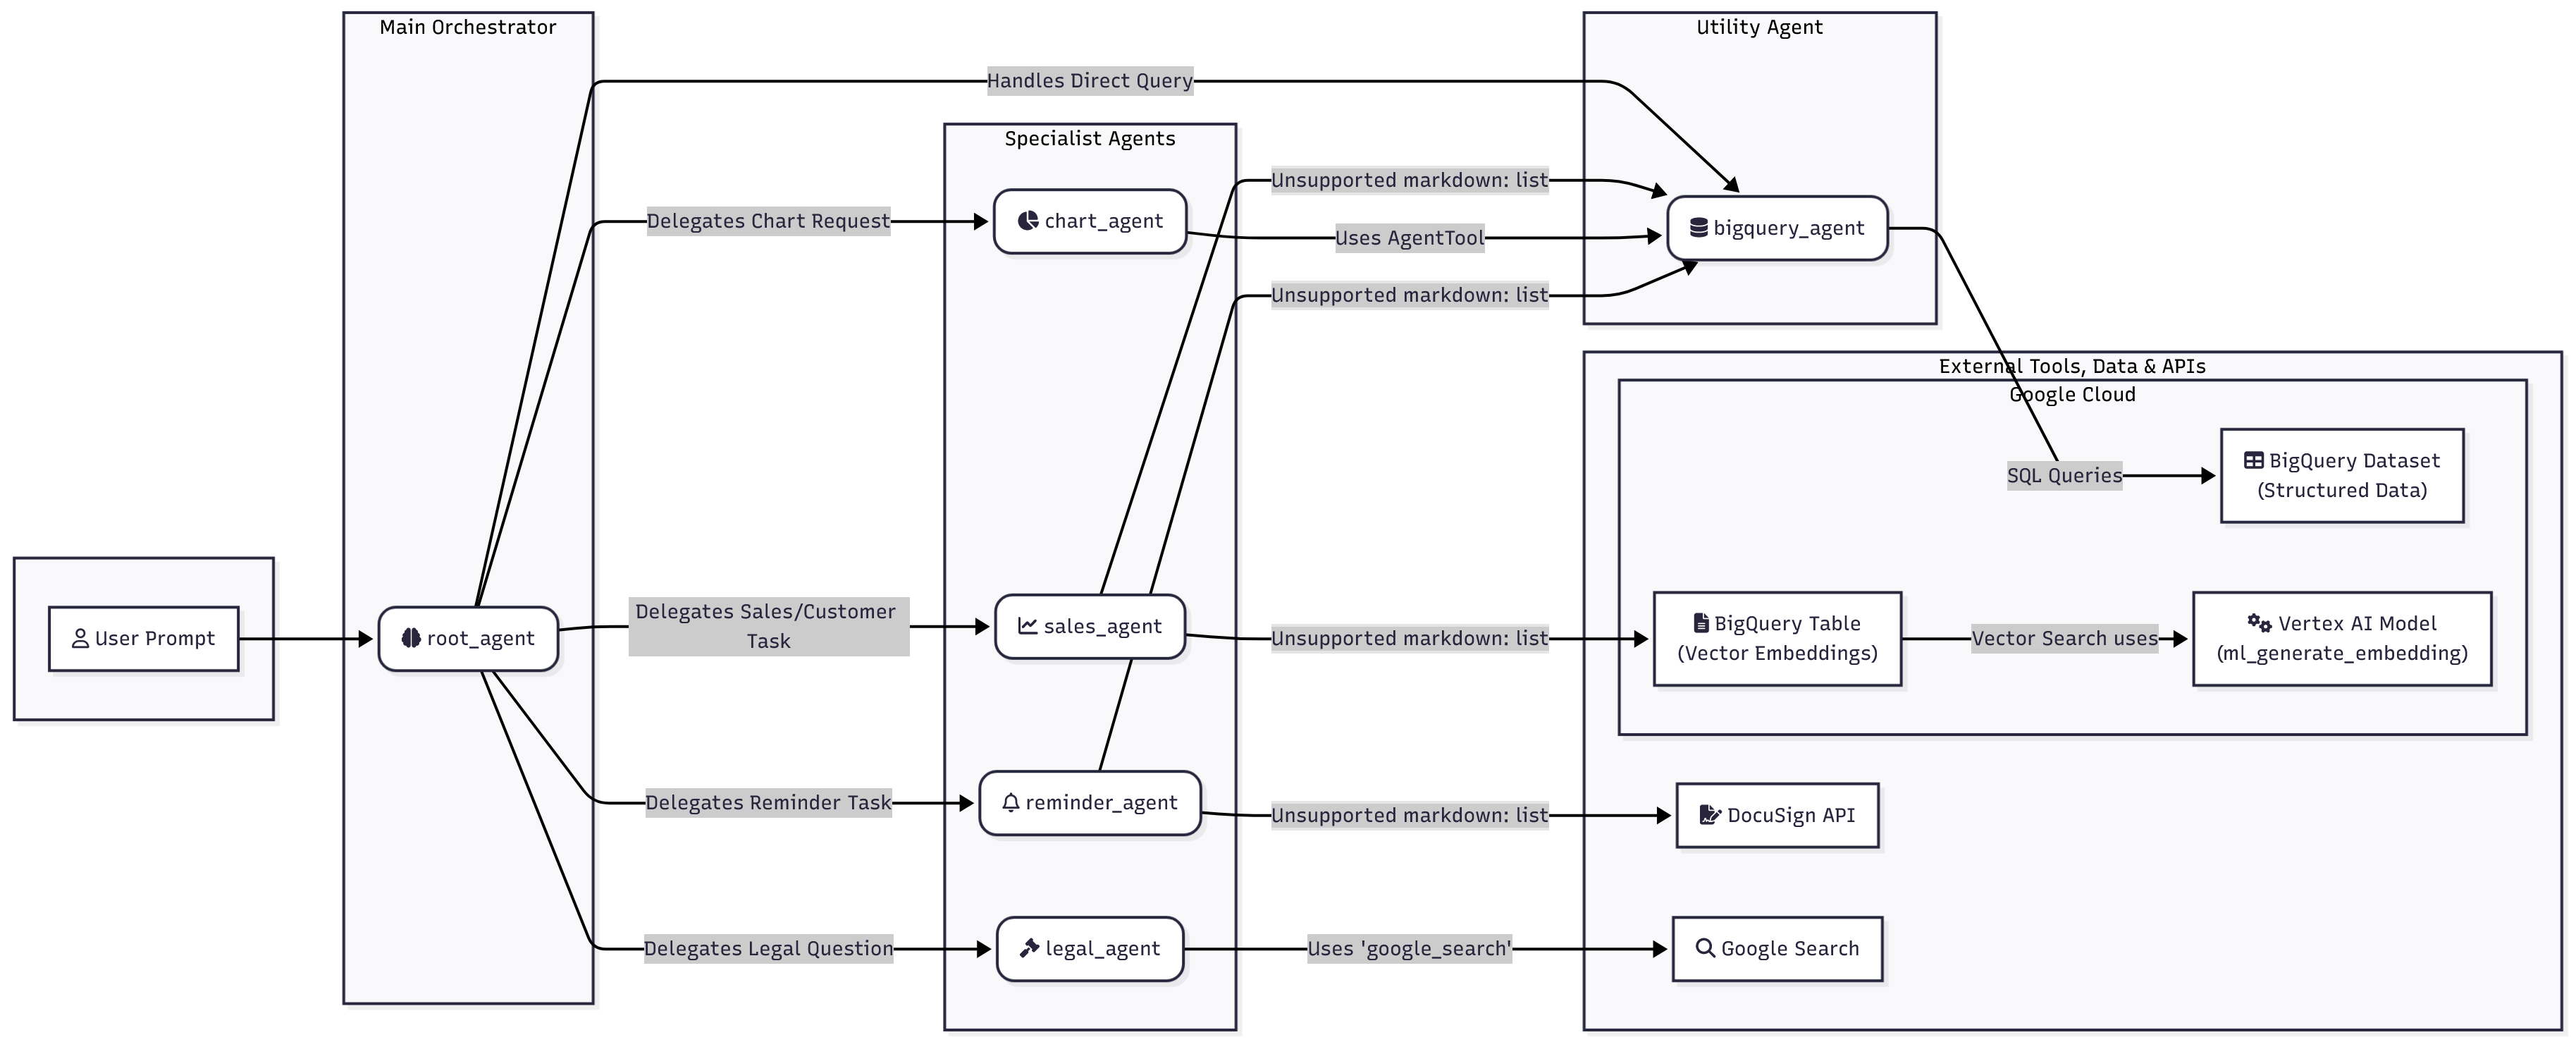 Main Orchestrator
Utility Agent
Handles Direct Query
Specialist Agents
Unsupported markdown: list
Delegates Chart Request
chart_agent
Uses AgentTool
bigquery_agent
Unsupported markdown: list
External Tools, Data & APIs
Google Cloud
SQL Queries
BigQuery Dataset
(Structured Data)
User Prompt
root_agent
Delegates Sales/Customer
Task
sales_agent
Unsupported markdown: list
BigQuery Table
(Vector Embeddings)
Vector Search uses
Vertex AI Model
(ml_generate_embedding)
Delegates Reminder Task
reminder_agent
Unsupported markdown: list
DocuSign API
Delegates Legal Question
legal_agent
Uses 'google_search'
Google Search